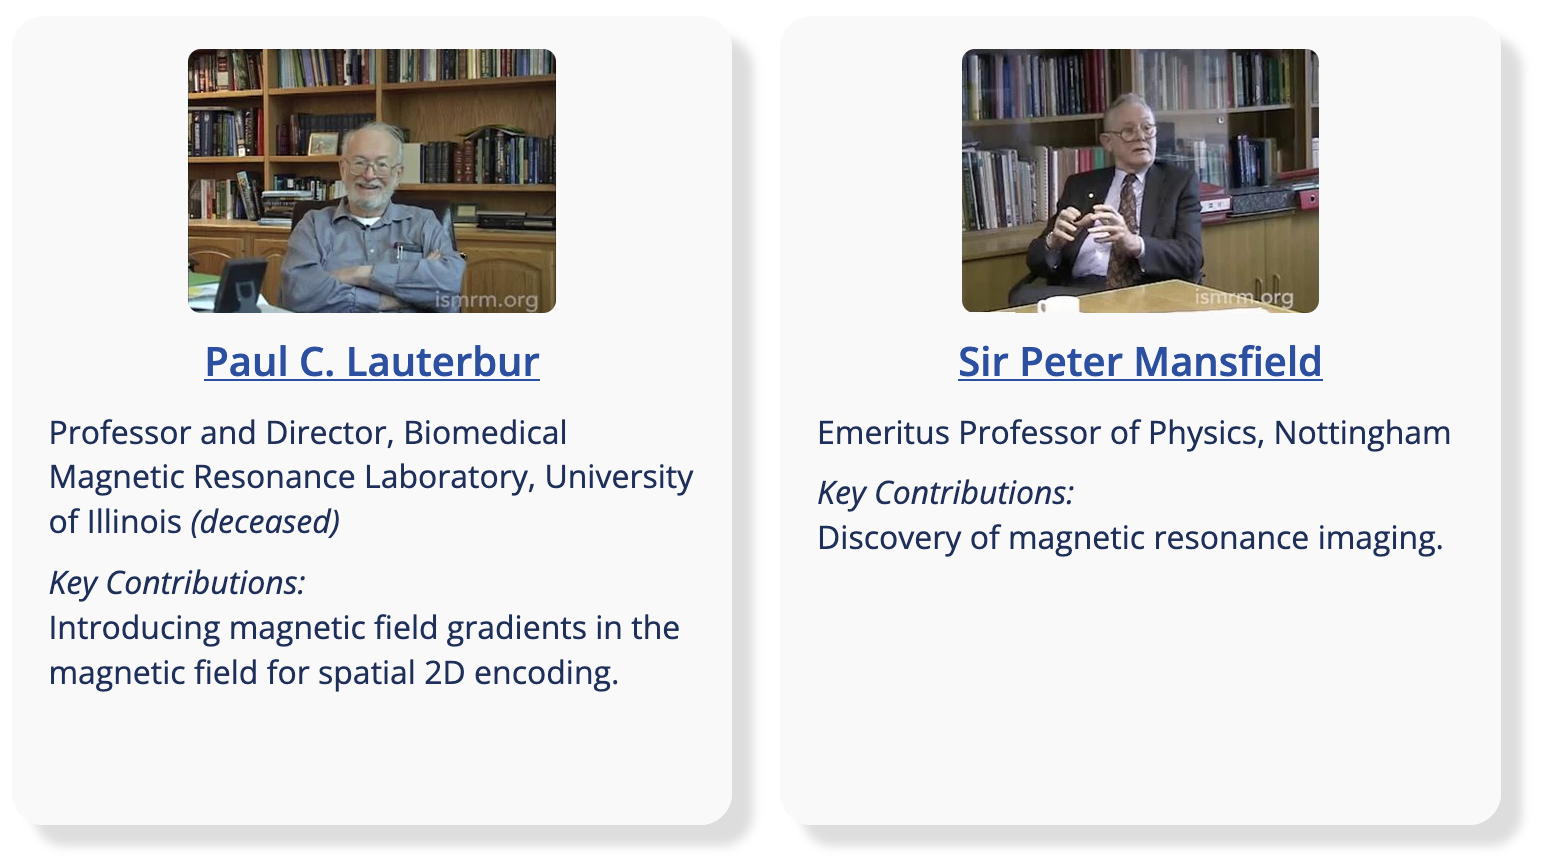 ismrm.org
Paul C. Lauterbur
Professor and Director, Biomedical
Magnetic Resonance Laboratory, University
of Illinois (deceased)
Key Contributions:
Introducing magnetic field gradients in the
magnetic field for spatial 2D encoding.
ismrm.org
Sir Peter Mansfield
Emeritus Professor of Physics, Nottingham
Key Contributions:
Discovery of magnetic resonance imaging.